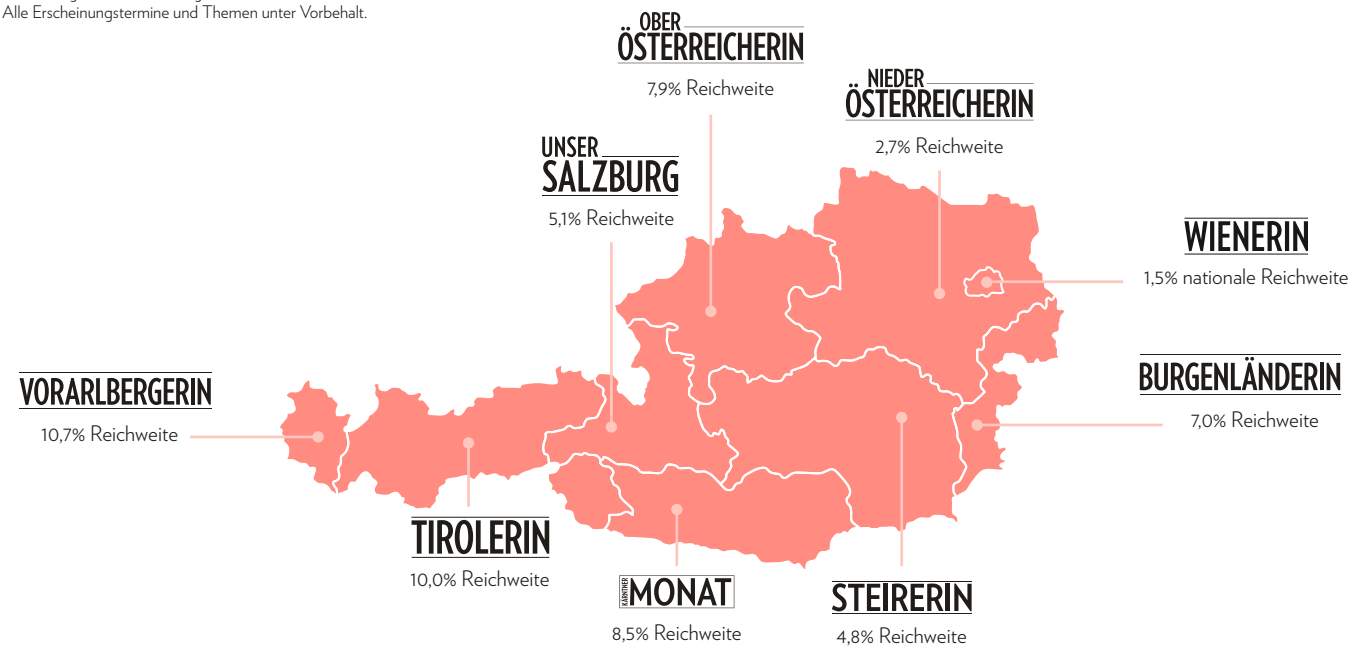 Alle Erscheinungstermine und Themen unter Vorbehalt.
OBER
ÖSTERREICHERIN
7,9% Reichweite
NIEDER
ÖSTERREICHERIN
2,7% Reichweite
UNSER
SALZBURG
5,1% Reichweite
WIENERIN
1,5% nationale Reichweite
VORARLBERGERIN
10,7% Reichweite
BURGENLÄNDERIN
7,0% Reichweite
TIROLERIN
10,0% Reichweite
KÄRNTNER
MONAT
8,5% Reichweite
STEIRERIN
4,8% Reichweite